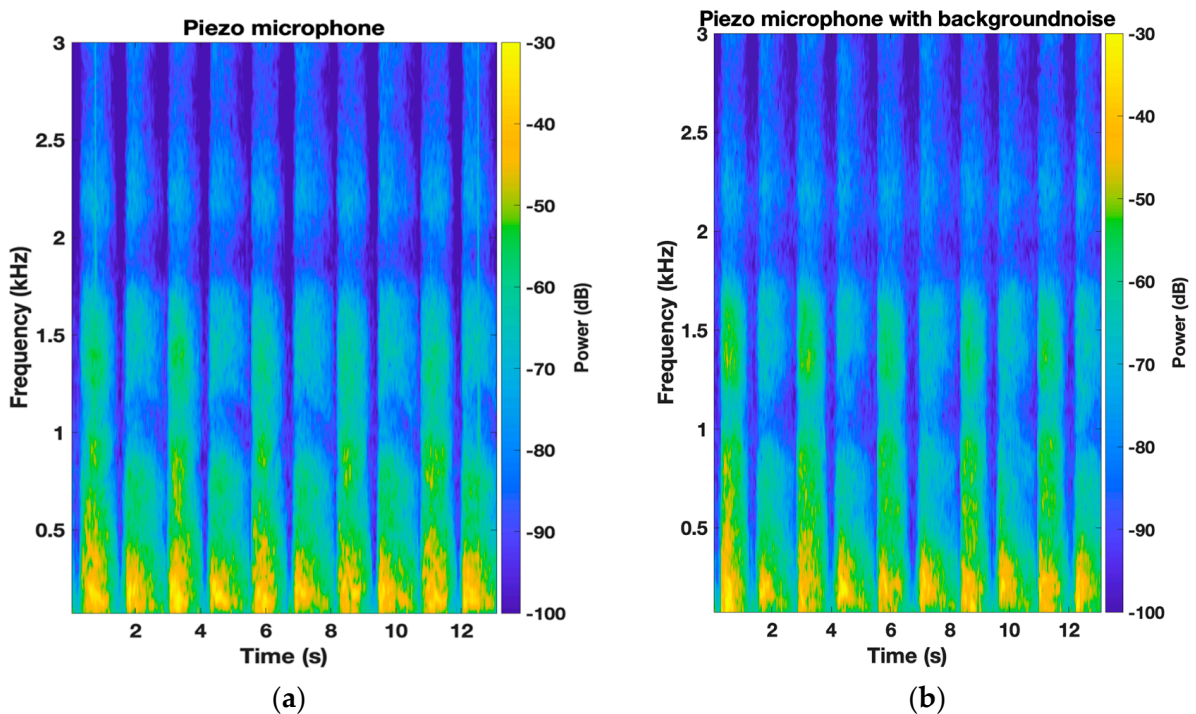 Piezo microphone
3
2.5
2
1.5
1
0.5
2 4 6 8 10 12
Frequency (kHz)
Time (s)
-30
-40
-50
-60
-70
-80
-90
-100
Power (dB)
(a)
Piezo microphone with backgroundnoise
3
2.5
2
1.5
1
0.5
2 4 6 8 10 12
Frequency (kHz)
Time (s)
-30
-40
-50
-60
-70
-80
-90
-100
Power (dB)
(b)